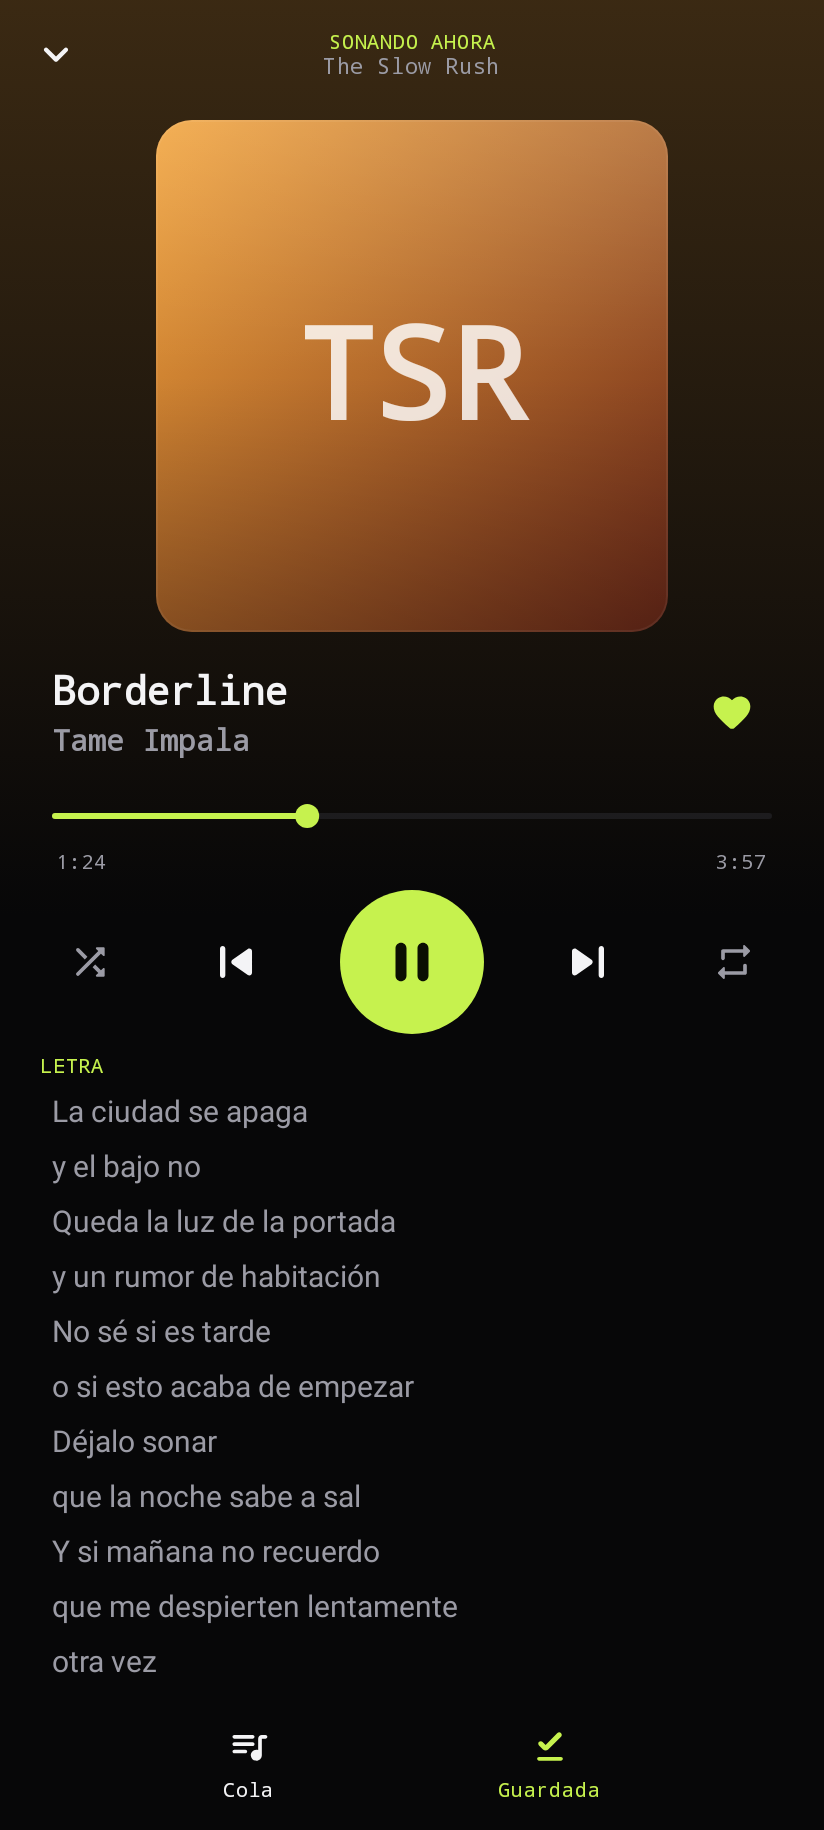 SONANDO AHORA
The Slow Rush
TSR
Borderline
Tame Impala
1:24
3:57
LETRA
La ciudad se apaga
y el bajo no
Queda la luz de la portada
y un rumor de habitación
No sé si es tarde
o si esto acaba de empezar
Déjalo sonar
que la noche sabe a sal
Y si mañana no recuerdo
que me despierten lentamente
otra vez
Cola
Guardada